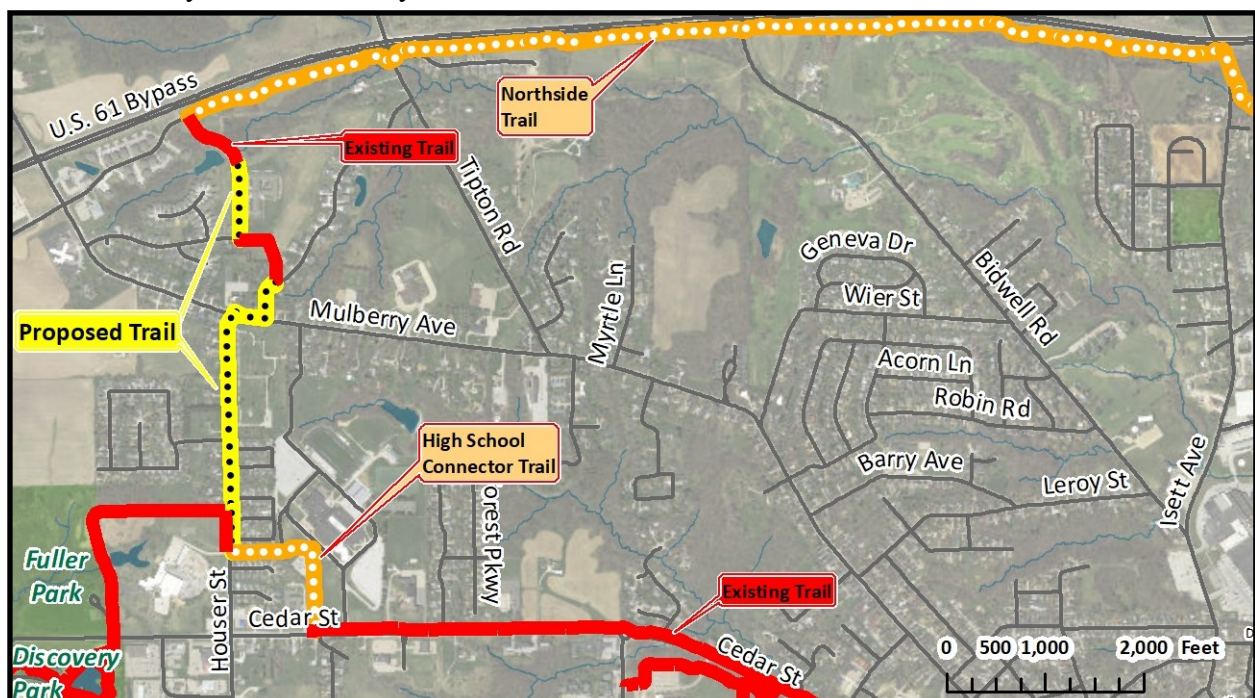 U.S. 61 Bypass
Northside
Trail
Existing Trail
Tipton Rd
Geneva Dr
Bidwell Rd
Wier St
Myrtle Ln
Mulberry Ave
Proposed Trail
Acorn Ln
Robin Rd
High School
Connector Trail
Barry Ave
Leroy St
Isett Ave
Forest Pkwy
Fuller
Park
Houser St
Cedar St
Existing Trail
Cedar St
Discovery
Park
0 500 1,000 2,000 Feet